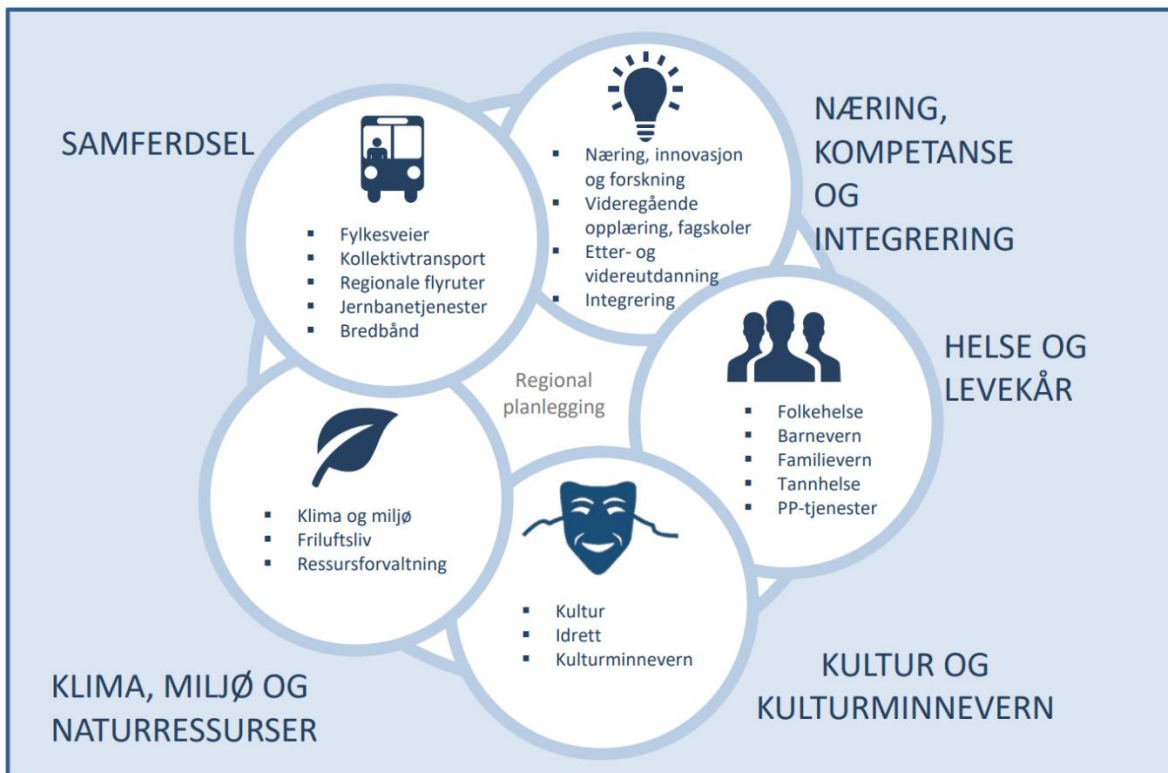 SAMFERDSEL
▪ Fylkesveier
▪ Kollektivtransport
▪ Regionale flyruter
▪ Jernbanetjenester
▪ Bredbånd
NÆRING,
KOMPETANSE
OG
INTEGRERING
▪ Næring, innovasjon
og forskning
▪ Videregående
opplæring, fagskoler
▪ Etter- og
videreutdanning
▪ Integrering
HELSE OG
LEVEKÅR
▪ Folkehelse
▪ Barnevern
▪ Familievern
▪ Tannhelse
▪ PP-tjenester
Regional
planlegging
▪ Klima og miljø
▪ Friluftsliv
▪ Ressursforvaltning
KLIMA, MILJØ OG
NATURRESSURSER
▪ Kultur
▪ Idrett
▪ Kulturminnevern
KULTUR OG
KULTURMINNEVERN